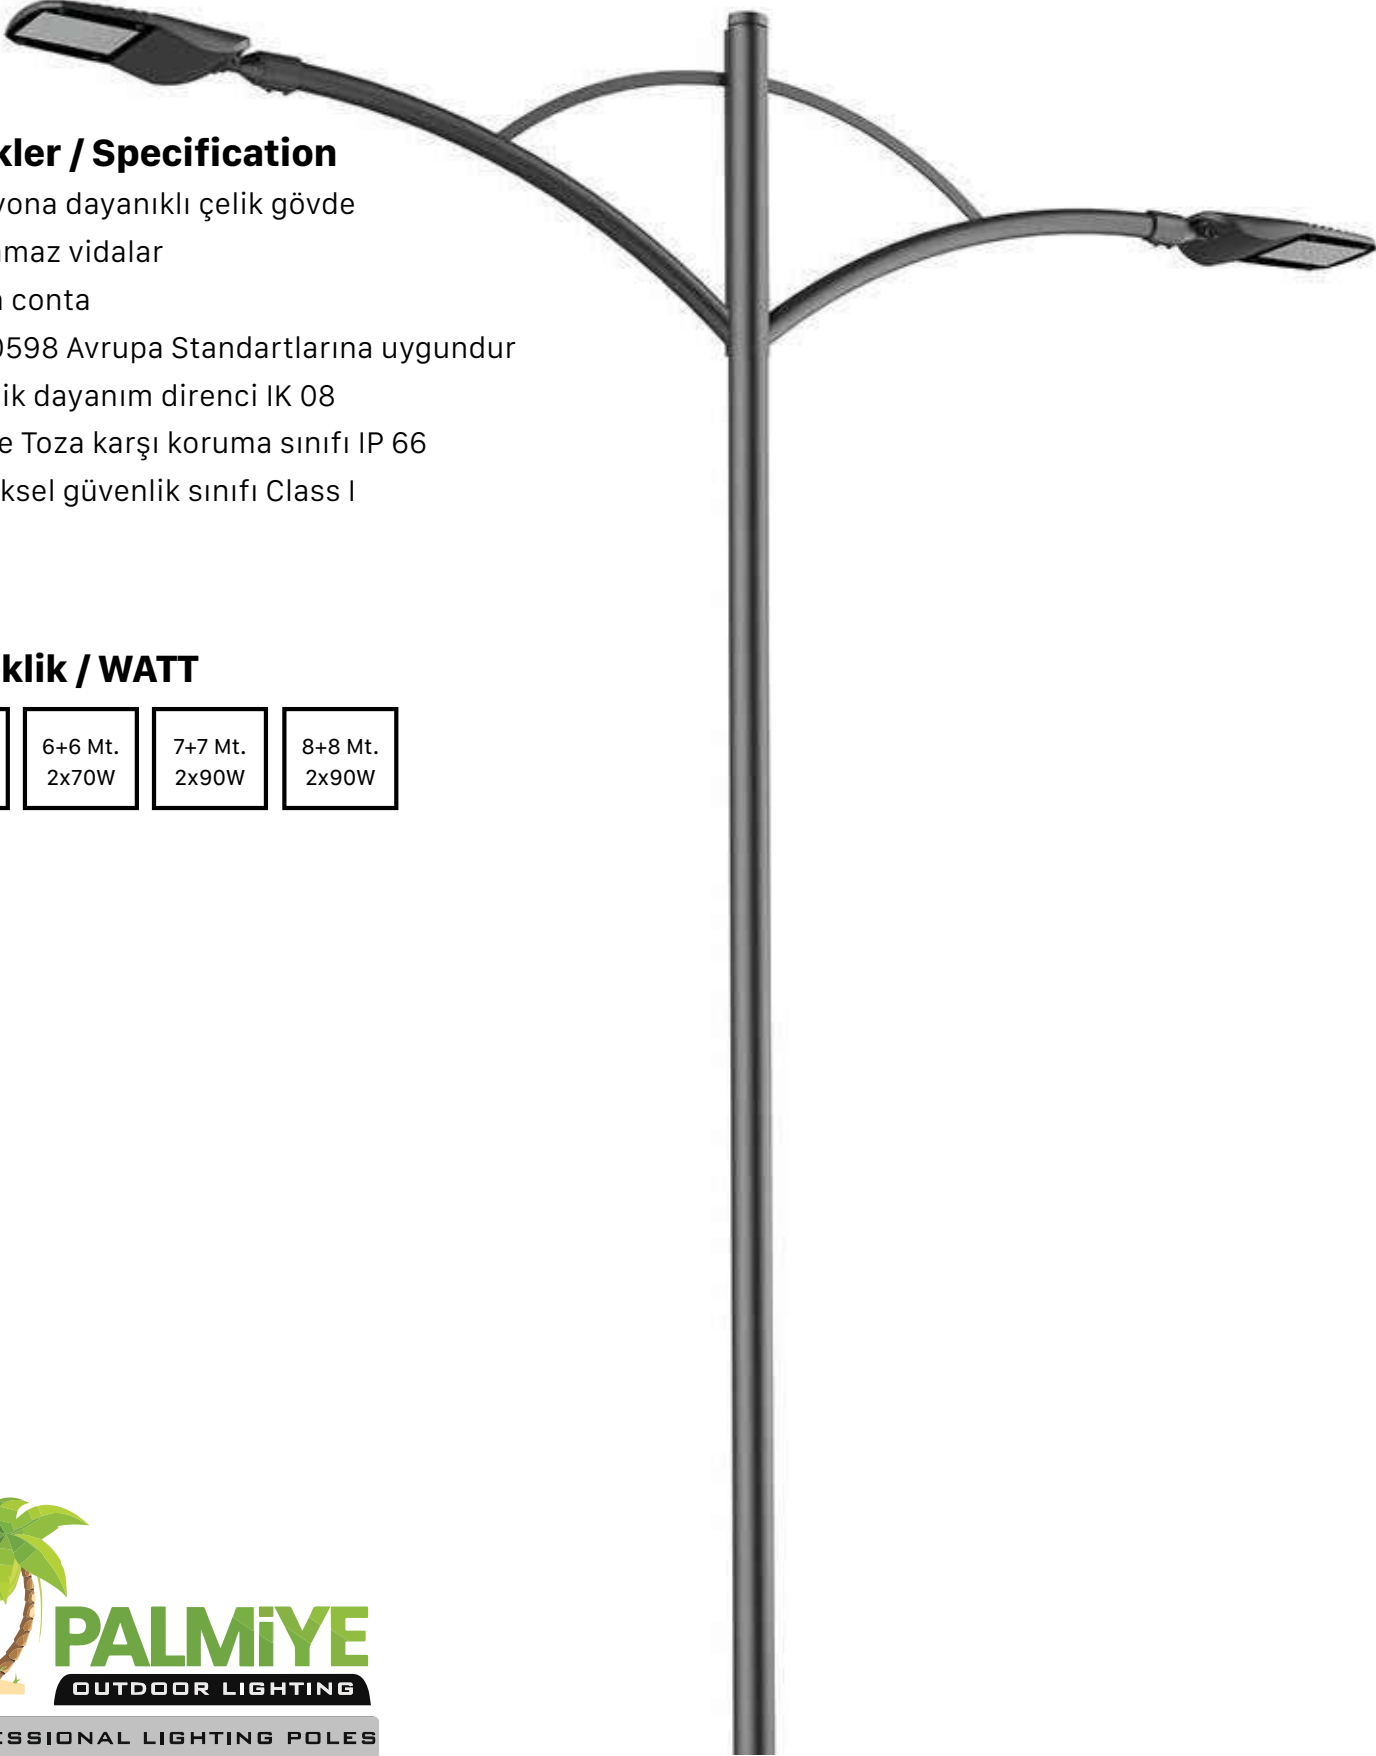 kler / Specification
yona dayanıklı çelik gövde
maz vidalar
conta
0598 Avrupa Standartlarına uygundur
ik dayanım direnci IK 08
e Toza karşı koruma sınıfı IP 66
ksel güvenlik sınıfı Class I
klik / WATT
6+6 Mt.
2x70W
7+7 Mt.
2x90W
8+8 Mt.
2x90W
PALMiYE
OUTDOOR LIGHTING
ESSIONAL LIGHTING POLES